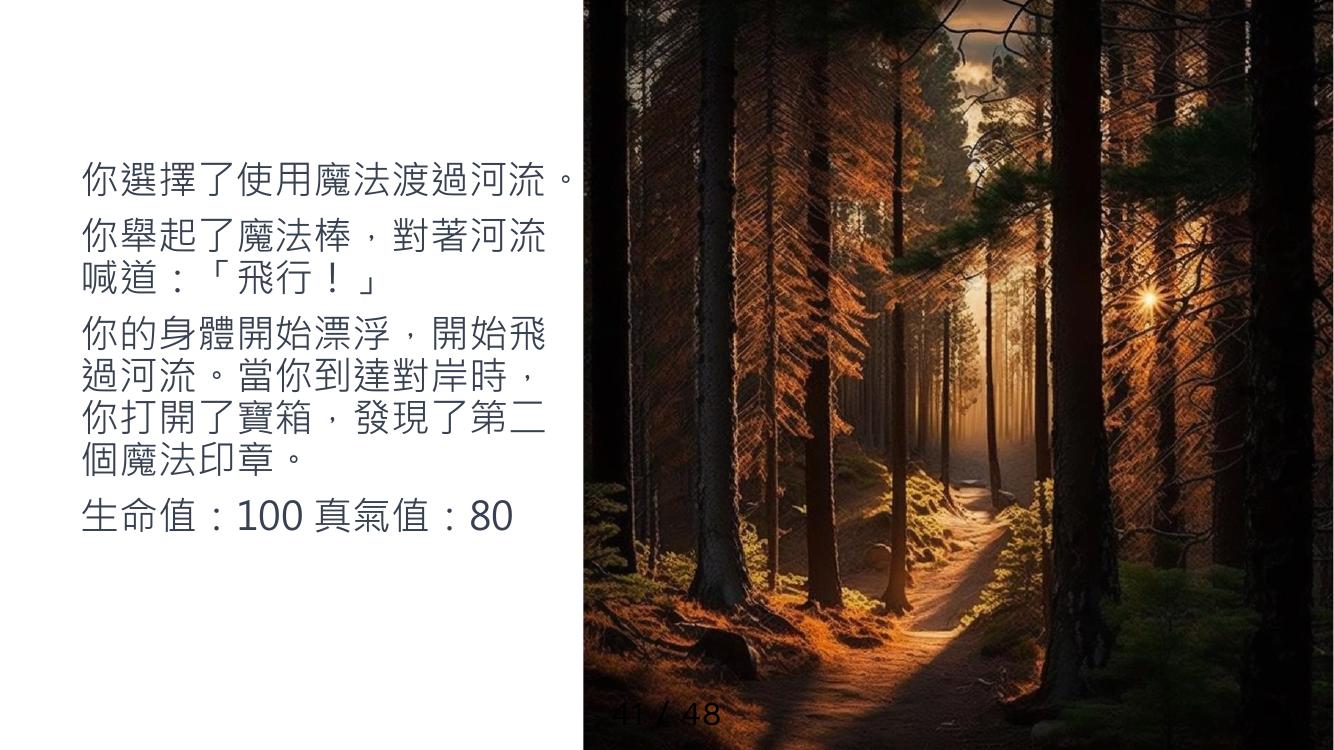 你選擇了使用魔法渡過河流。
你舉起了魔法棒，對著河流
喊道：「飛行！」
你的身體開始漂浮，開始飛
過河流。當你到達對岸時，
你打開了寶箱，發現了第二
個魔法印章。
生命值：100 真氣值：80
41 / 48